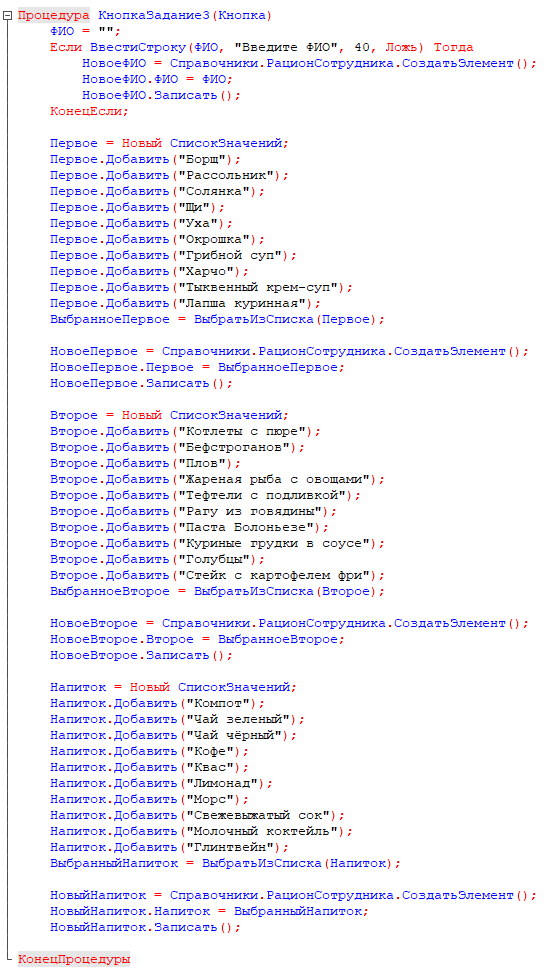 Процедура КнопкаЗадание3(Кнопка)
ФИО = "";
Если ВвестиСтроку(ФИО, "Введите ФИО", 40, Ложь) Тогда
НовоеФИО = Справочники.РационСотрудника.СоздатьЭлемент();
НовоеФИО.ФИО = ФИО;
НовоеФИО.Записать();
КонецЕсли;
Первое = Новый СписокЗначений;
Первое.Добавить("Борщ");
Первое.Добавить("Рассольник");
Первое.Добавить("Солянка");
Первое.Добавить("Щи");
Первое.Добавить("Уха");
Первое.Добавить("Окрошка");
Первое.Добавить("Грибной суп");
Первое.Добавить("Харчо");
Первое.Добавить("Тыквенный крем-суп");
Первое.Добавить("Лапша куринная");
ВыбранноеПервое = ВыбратьИзСписка(Первое);
НовоеПервое = Справочники.РационСотрудника.СоздатьЭлемент();
НовоеПервое.Первое = ВыбранноеПервое;
НовоеПервое.Записать();
Второе = Новый СписокЗначений;
Второе.Добавить("Котлеты с пюре");
Второе.Добавить("Бефстроганов");
Второе.Добавить("Плов");
Второе.Добавить("Жареная рыба с овощами");
Второе.Добавить("Тефтели с подливкой");
Второе.Добавить("Рагу из говядины");
Второе.Добавить("Паста Болоньезе");
Второе.Добавить("Куриные грудки в соусе");
Второе.Добавить("Голубцы");
Второе.Добавить("Стейк с картофелем фри");
ВыбранноеВторое = ВыбратьИзСписка(Второе);
НовоеВторое = Справочники.РационСотрудника.СоздатьЭлемент();
НовоеВторое.Второе = ВыбранноеВторое;
НовоеВторое.Записать();
Напиток = Новый СписокЗначений;
Напиток.Добавить("Компот");
Напиток.Добавить("Чай зеленый");
Напиток.Добавить("Чай чёрный");
Напиток.Добавить("Кофе");
Напиток.Добавить("Квас");
Напиток.Добавить("Лимонад");
Напиток.Добавить("Морс");
Напиток.Добавить("Свежевыжатый сок");
Напиток.Добавить("Молочный коктейль");
Напиток.Добавить("Глинтвейн");
ВыбранныйНапиток = ВыбратьИзСписка(Напиток);
НовыйНапиток = Справочники.РационСотрудника.СоздатьЭлемент();
НовыйНапиток.Напиток = ВыбранныйНапиток;
НовыйНапиток.Записать();
КонецПроцедуры